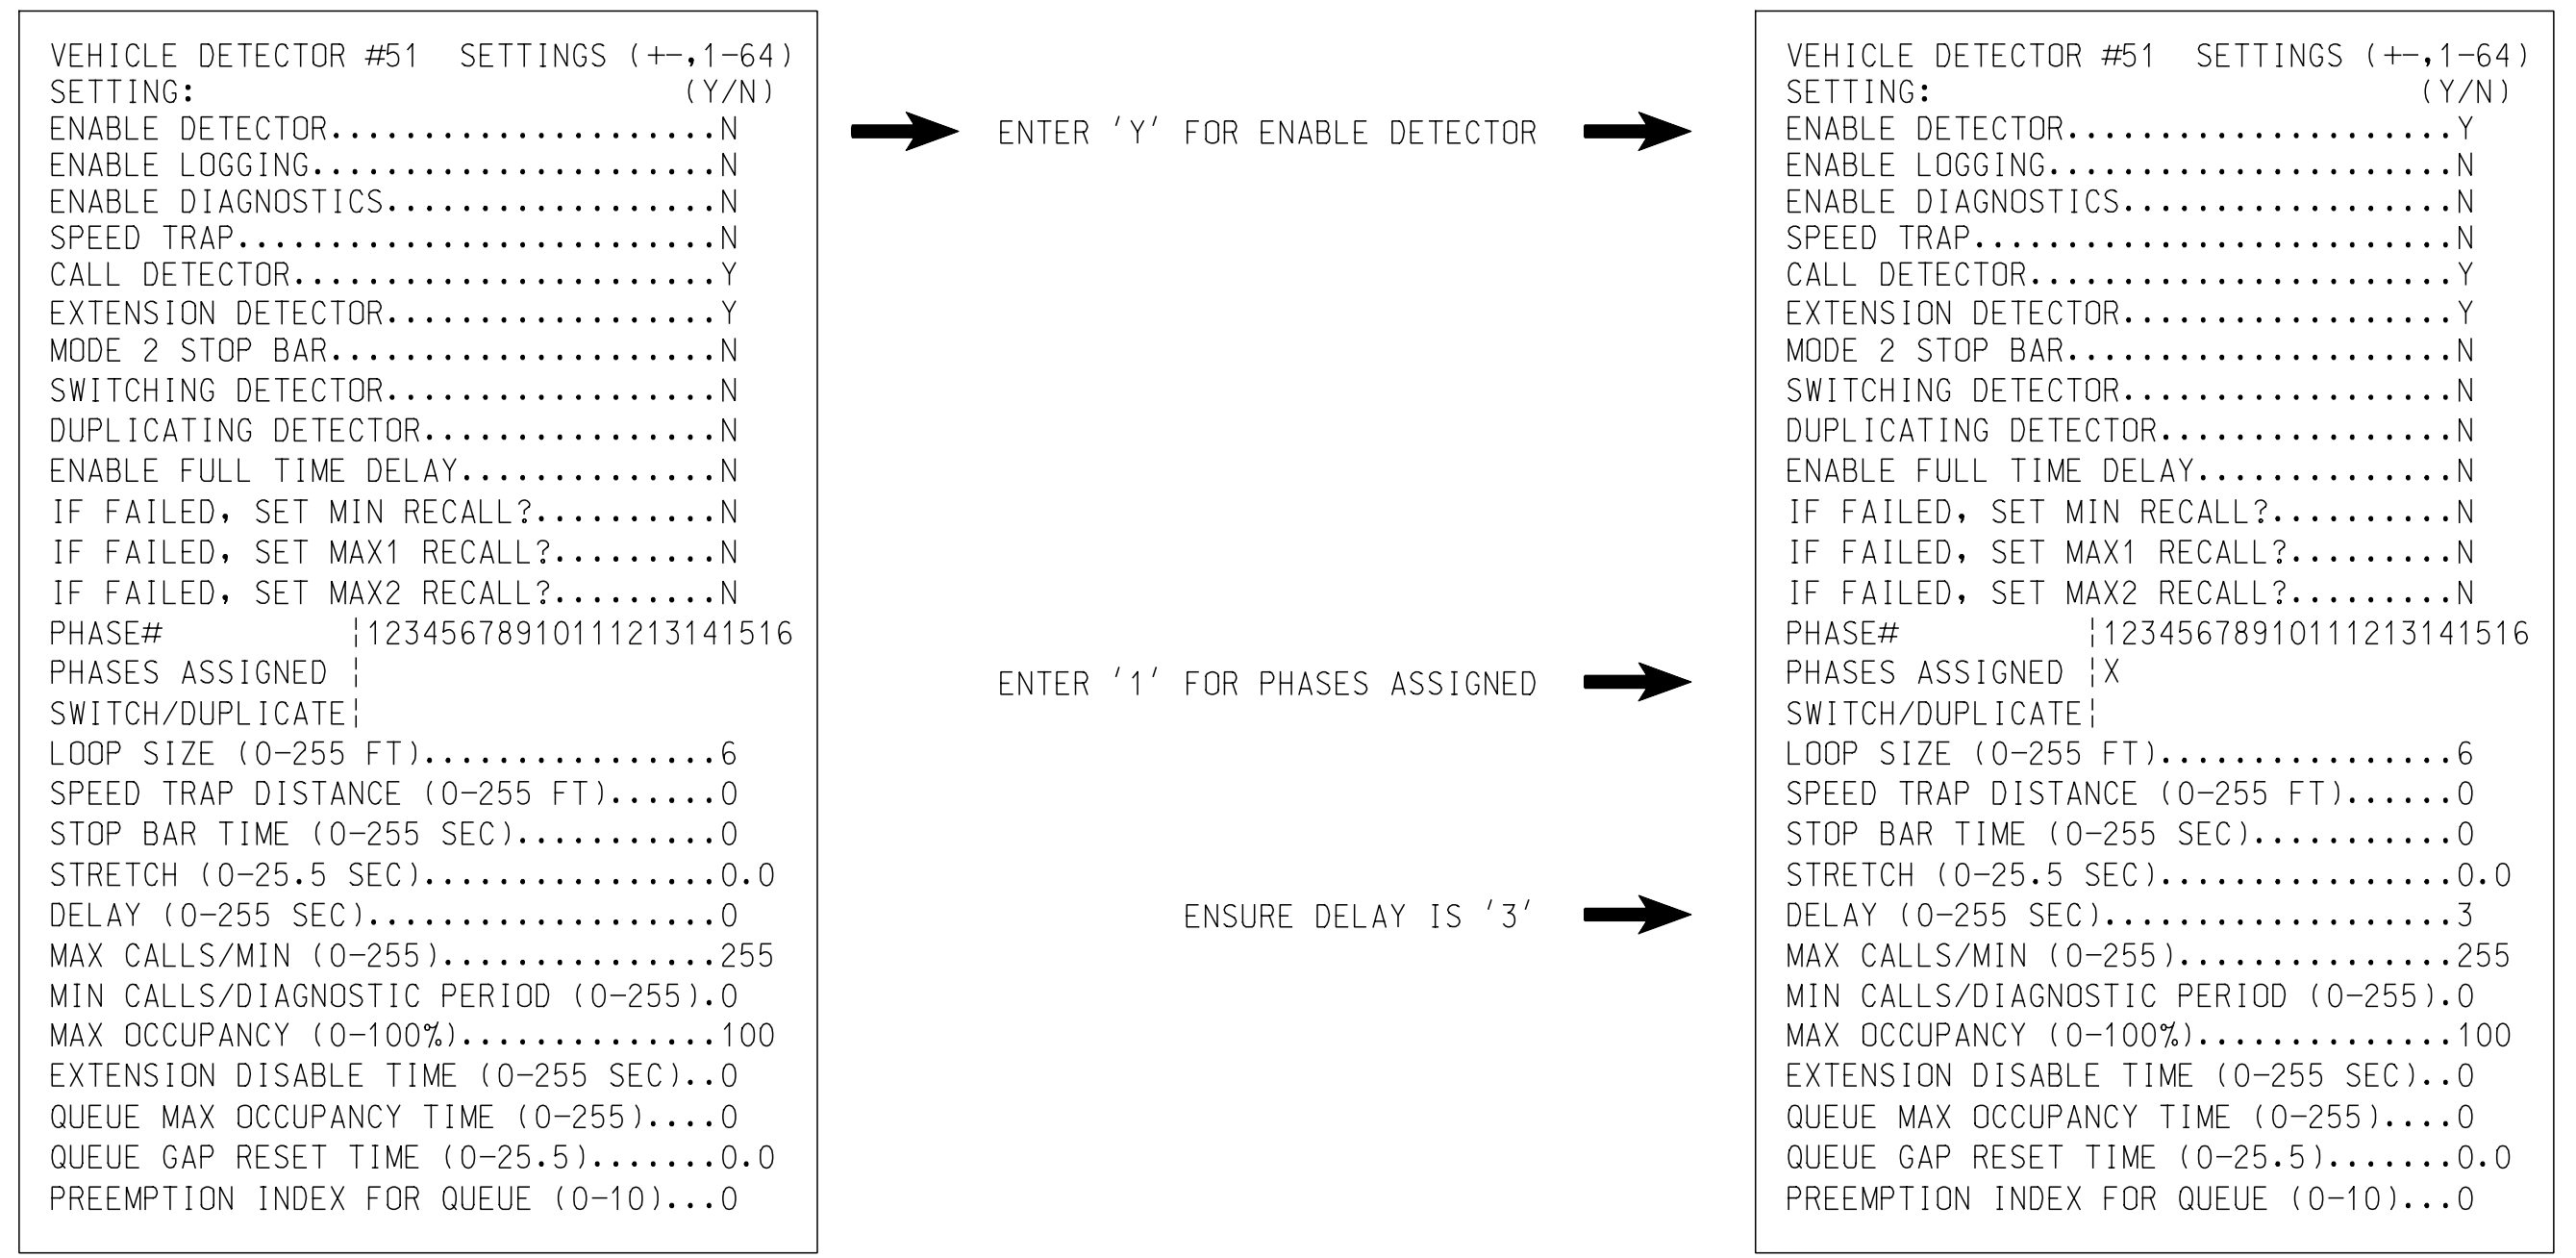 VEHICLE DETECTOR #51  SETTINGS (+-,1-64)
SETTING:                          (Y/N)
ENABLE DETECTOR.....................N
ENABLE LOGGING......................N
ENABLE DIAGNOSTICS..................N
SPEED TRAP..........................N
CALL DETECTOR.......................Y
EXTENSION DETECTOR..................Y
MODE 2 STOP BAR.....................N
SWITCHING DETECTOR..................N
DUPLICATING DETECTOR................N
ENABLE FULL TIME DELAY..............N
IF FAILED, SET MIN RECALL?..........N
IF FAILED, SET MAX1 RECALL?.........N
IF FAILED, SET MAX2 RECALL?.........N
PHASE#          |12345678910111213141516
PHASES ASSIGNED |
SWITCH/DUPLICATE|
LOOP SIZE (0-255 FT)................6
SPEED TRAP DISTANCE (0-255 FT)......0
STOP BAR TIME (0-255 SEC)...........0
STRETCH (0-25.5 SEC)................0.0
DELAY (0-255 SEC)...................0
MAX CALLS/MIN (0-255)...............255
MIN CALLS/DIAGNOSTIC PERIOD (0-255).0
MAX OCCUPANCY (0-100%)..............100
EXTENSION DISABLE TIME (0-255 SEC)..0
QUEUE MAX OCCUPANCY TIME (0-255)....0
QUEUE GAP RESET TIME (0-25.5).......0.0
PREEMPTION INDEX FOR QUEUE (0-10)...0
ENTER 'Y' FOR ENABLE DETECTOR
ENTER '1' FOR PHASES ASSIGNED
ENSURE DELAY IS '3'
VEHICLE DETECTOR #51  SETTINGS (+-,1-64)
SETTING:                          (Y/N)
ENABLE DETECTOR.....................Y
ENABLE LOGGING......................N
ENABLE DIAGNOSTICS..................N
SPEED TRAP..........................N
CALL DETECTOR.......................Y
EXTENSION DETECTOR..................Y
MODE 2 STOP BAR.....................N
SWITCHING DETECTOR..................N
DUPLICATING DETECTOR................N
ENABLE FULL TIME DELAY..............N
IF FAILED, SET MIN RECALL?..........N
IF FAILED, SET MAX1 RECALL?.........N
IF FAILED, SET MAX2 RECALL?.........N
PHASE#          |12345678910111213141516
PHASES ASSIGNED |X
SWITCH/DUPLICATE|
LOOP SIZE (0-255 FT)................6
SPEED TRAP DISTANCE (0-255 FT)......0
STOP BAR TIME (0-255 SEC)...........0
STRETCH (0-25.5 SEC)................0.0
DELAY (0-255 SEC)...................3
MAX CALLS/MIN (0-255)...............255
MIN CALLS/DIAGNOSTIC PERIOD (0-255).0
MAX OCCUPANCY (0-100%)..............100
EXTENSION DISABLE TIME (0-255 SEC)..0
QUEUE MAX OCCUPANCY TIME (0-255)....0
QUEUE GAP RESET TIME (0-25.5).......0.0
PREEMPTION INDEX FOR QUEUE (0-10)...0